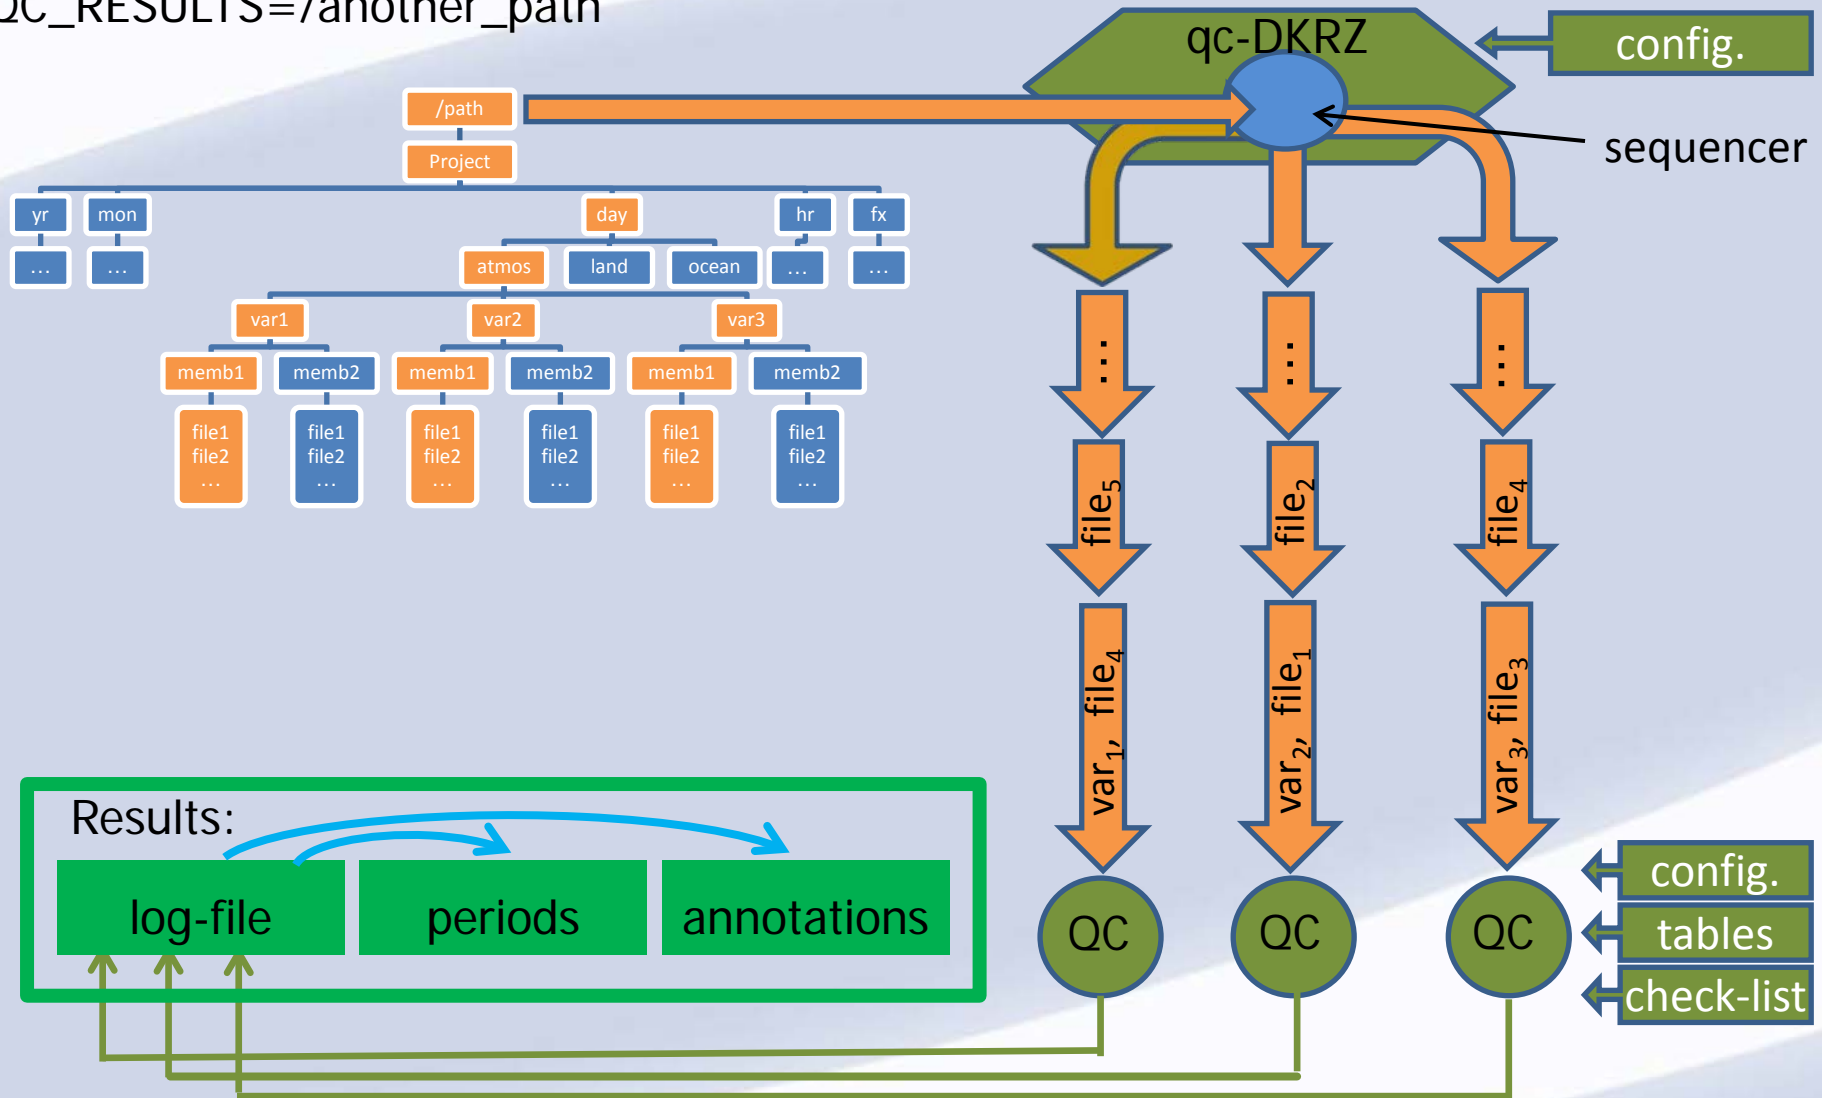 QC_RESULTS=/another_path
qc-DKRZ
config.
sequencer
/path
Project
yr
mon
day
hr
fx
...
...
atmos
land
ocean
...
...
var1
var2
var3
memb1
memb2
memb1
memb2
memb1
memb2
file1
file2
...
file1
file2
...
file1
file2
...
file1
file2
...
file1
file2
...
file1
file2
...
...
...
...
file5
file2
file4
var1, file4
var2, file1
var3, file3
Results:
log-file
periods
annotations
QC
QC
QC
config.
tables
check-list